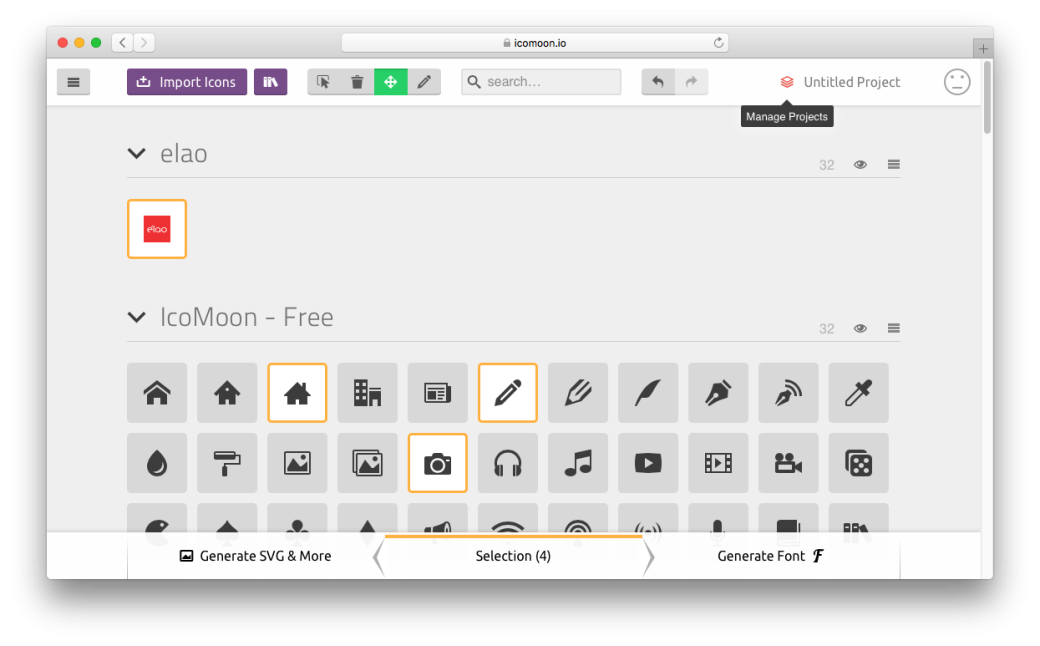 icomoon.io
Import Icons
search...
Untitled Project
Manage Projects
elao
32
elao
IcoMoon - Free
32
Generate SVG & More
Selection (4)
Generate Font